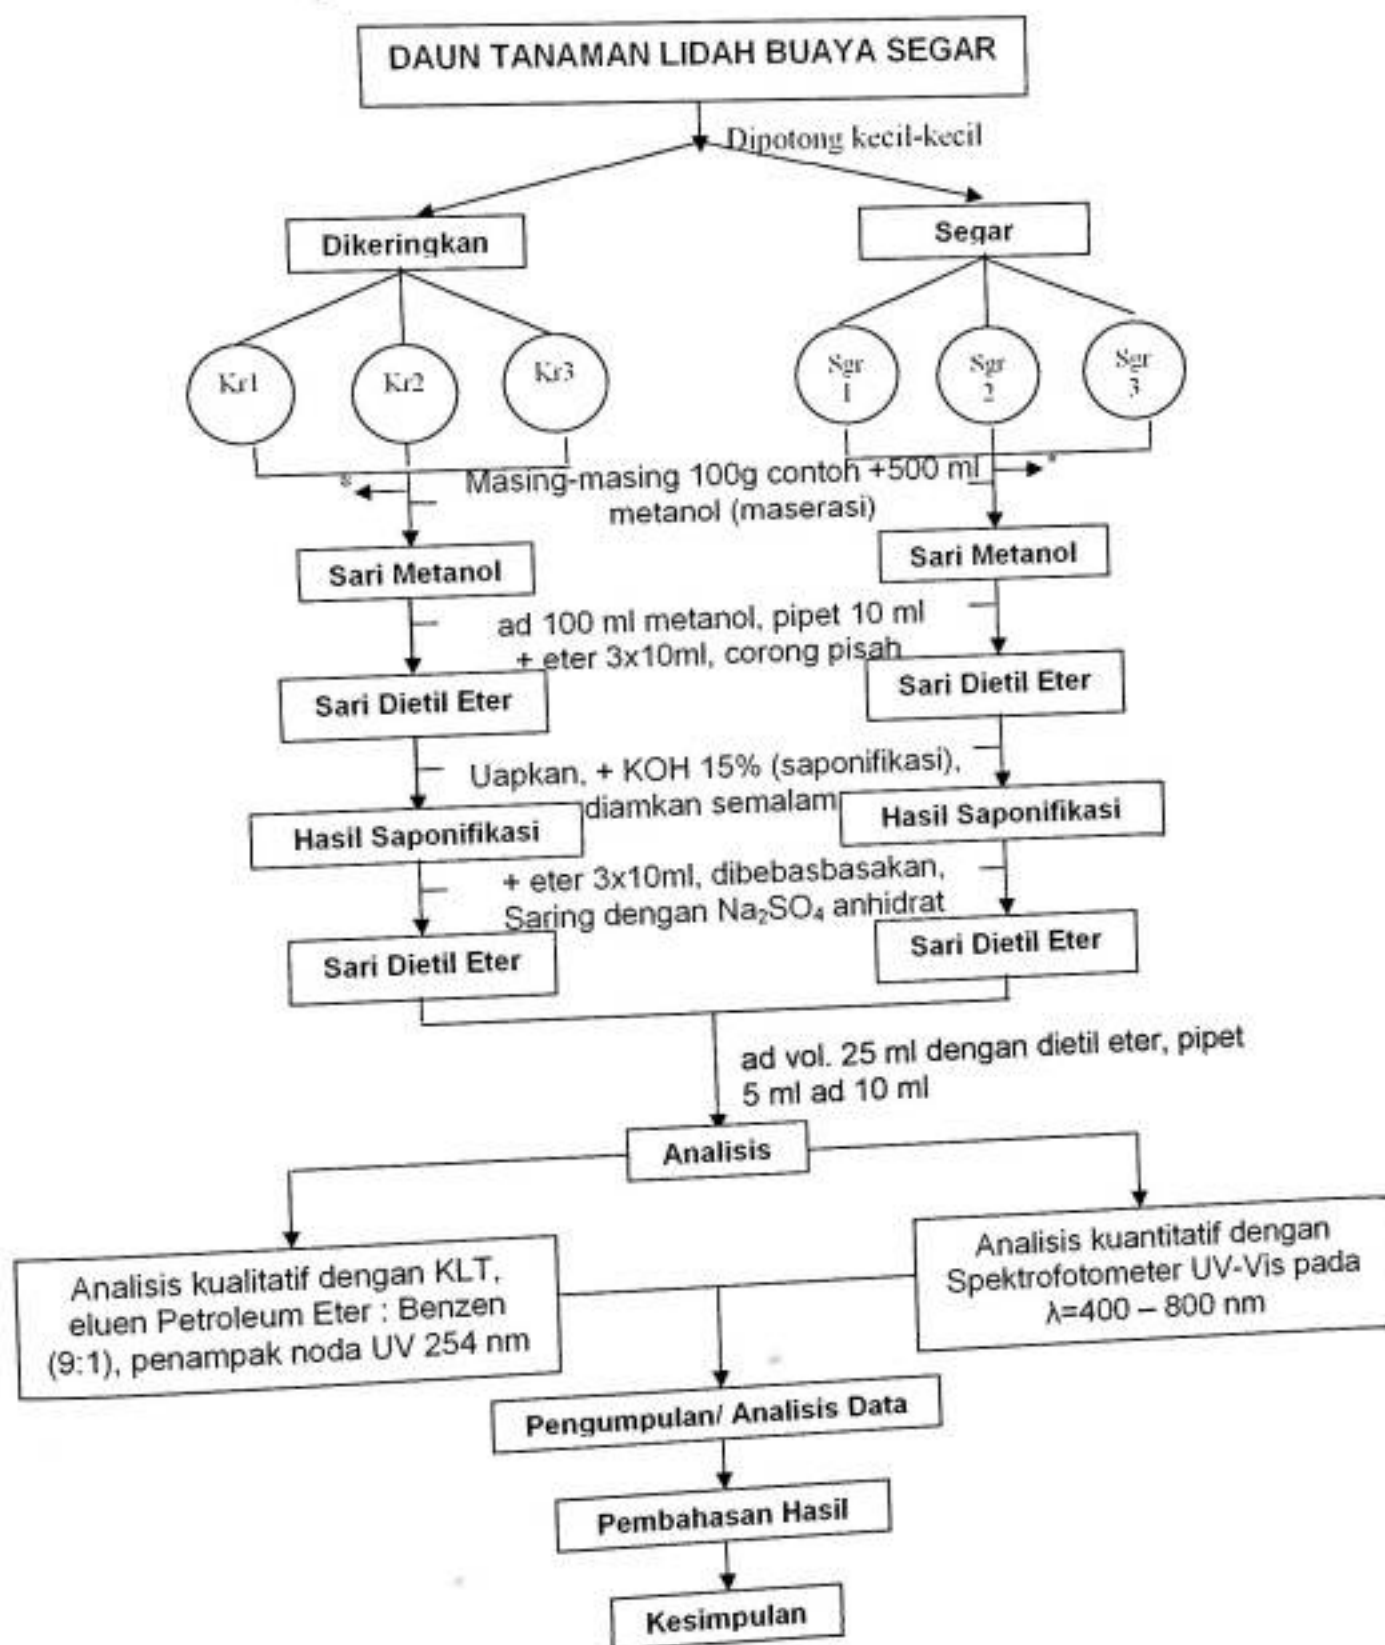 DAUN TANAMAN LIDAH BUAYA SEGAR
Dipotong kecil-kecil
Dikeringkan
Segar
Kr1
Kr2
Kr3
Sgr
1
Sgr
2
Sgr
3
*
Masing-masing 100g contoh +500 ml
metanol (maserasi)
*
Sari Metanol
Sari Metanol
ad 100 ml metanol, pipet 10 ml
+ eter 3x10ml, corong pisah
Sari Dietil Eter
Sari Dietil Eter
Uapkan, + KOH 15% (saponifikasi),
diamkan semalam
Hasil Saponifikasi
Hasil Saponifikasi
+ eter 3x10ml, dibebasbasakan,
Saring dengan Na₂SO₄ anhidrat
Sari Dietil Eter
Sari Dietil Eter
ad vol. 25 ml dengan dietil eter, pipet
5 ml ad 10 ml
Analisis
Analisis kualitatif dengan KLT,
eluen Petroleum Eter : Benzen
(9:1), penampak noda UV 254 nm
Analisis kuantitatif dengan
Spektrofotometer UV-Vis pada
λ=400 – 800 nm
Pengumpulan/ Analisis Data
Pembahasan Hasil
Kesimpulan